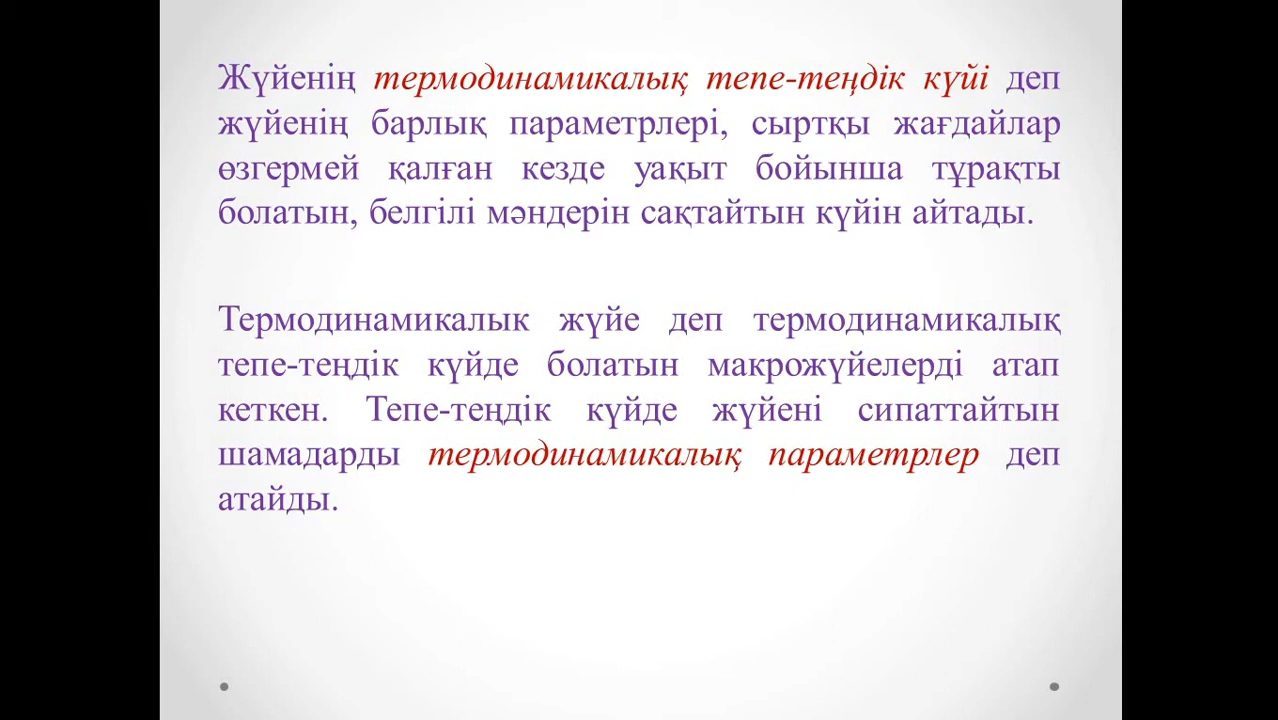 Жүйенің термодинамикалық тепе-теңдік күйі деп
жүйенің барлық параметрлері, сыртқы жағдайлар
өзгермей қалған кезде уақыт бойынша тұрақты
болатын, белгілі мәндерін сақтайтын күйін айтады.
Термодинамикалык жүйе деп термодинамикалық
тепе-теңдік күйде болатын макрожүйелерді атап
кеткен. Тепе-теңдік күйде жүйені сипаттайтын
шамадарды термодинамикалық параметрлер деп
атайды.